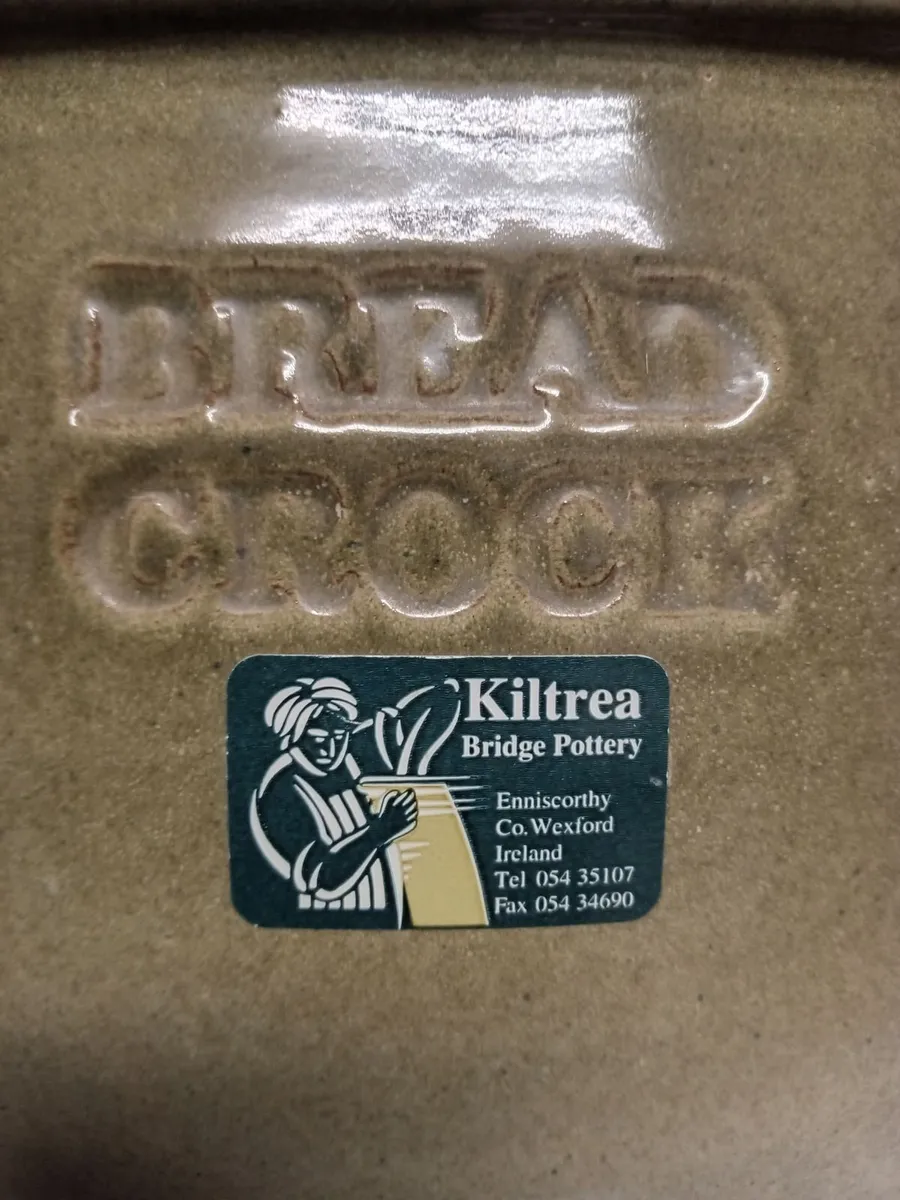 BREAD
CROCK
Kiltrea
Bridge Pottery
Enniscorthy
Co. Wexford
Ireland
Tel 054 35107
Fax 054 34690